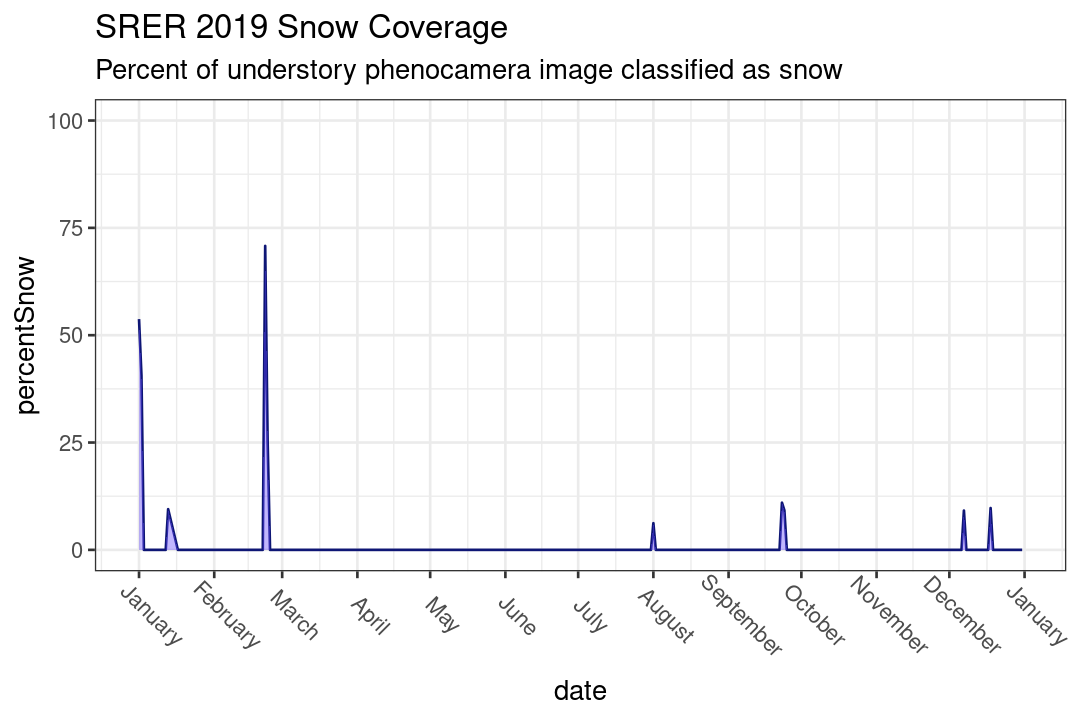 SRER 2019 Snow Coverage
Percent of understory phenocamera image classified as snow
100
75
50
25
0
percentSnow
January
February
March
April
May
June
July
August
September
October
November
December
January
date